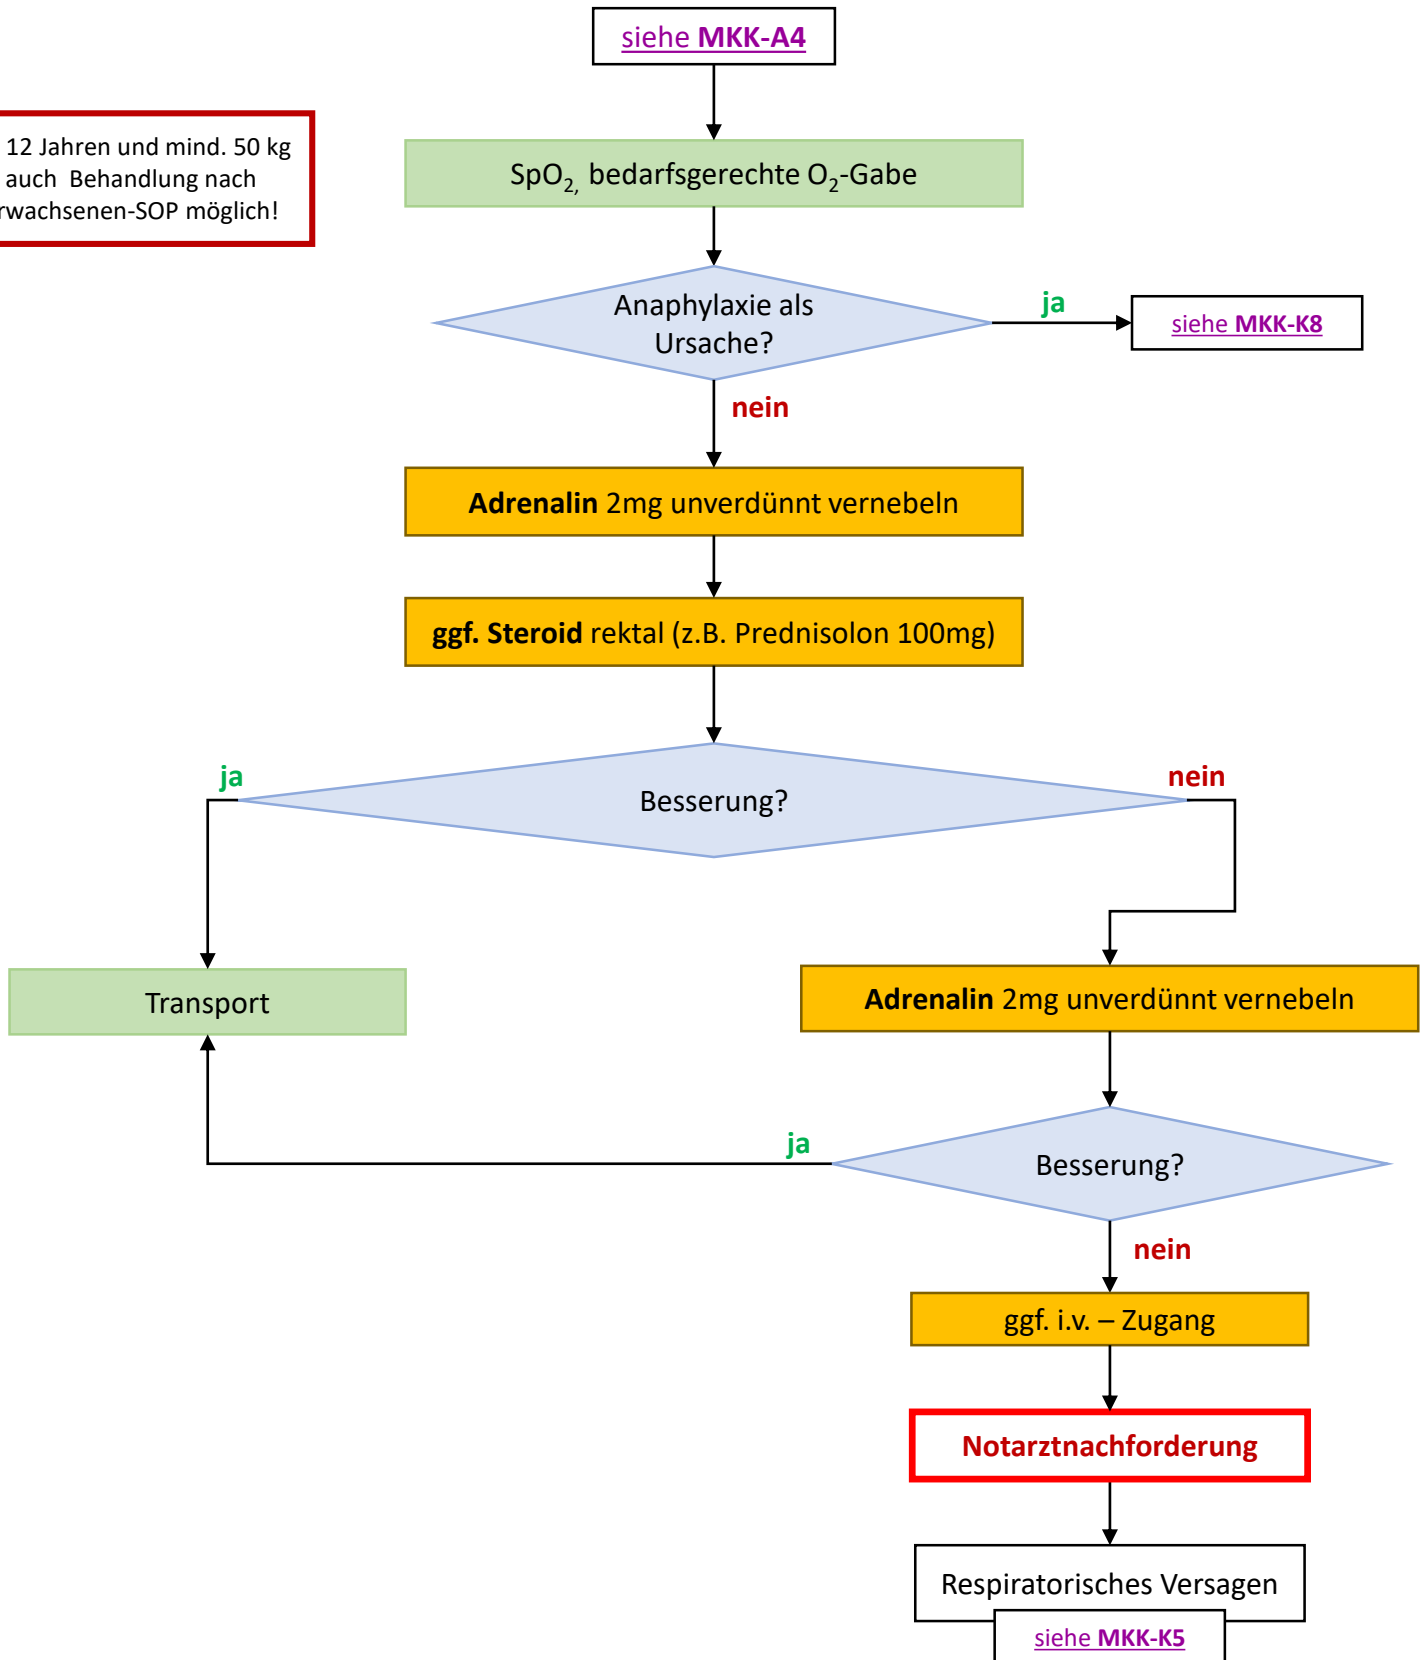 siehe MKK-A4
12 Jahren und mind. 50 kg
auch Behandlung nach
rwachsenen-SOP möglich!
SpO2, bedarfsgerechte O2-Gabe
Anaphylaxie als
Ursache?
ja
siehe MKK-K8
nein
Adrenalin 2mg unverdünnt vernebeln
ggf. Steroid rektal (z.B. Prednisolon 100mg)
ja
nein
Besserung?
Transport
Adrenalin 2mg unverdünnt vernebeln
ja
Besserung?
nein
ggf. i.v. – Zugang
Notarztnachforderung
Respiratorisches Versagen
siehe MKK-K5